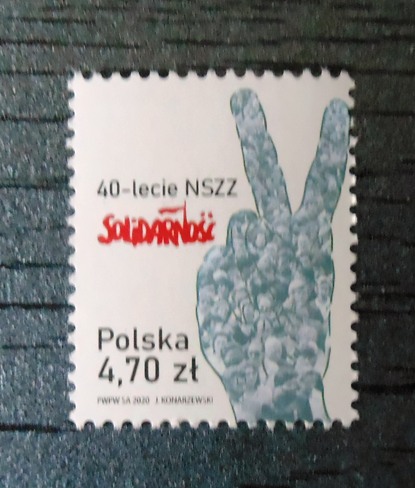 40-lecie NSZZ
SOLIDARNOŚĆ
Polska
4,70 zł
PWPW SA 2020 J. KONARZEWSKI